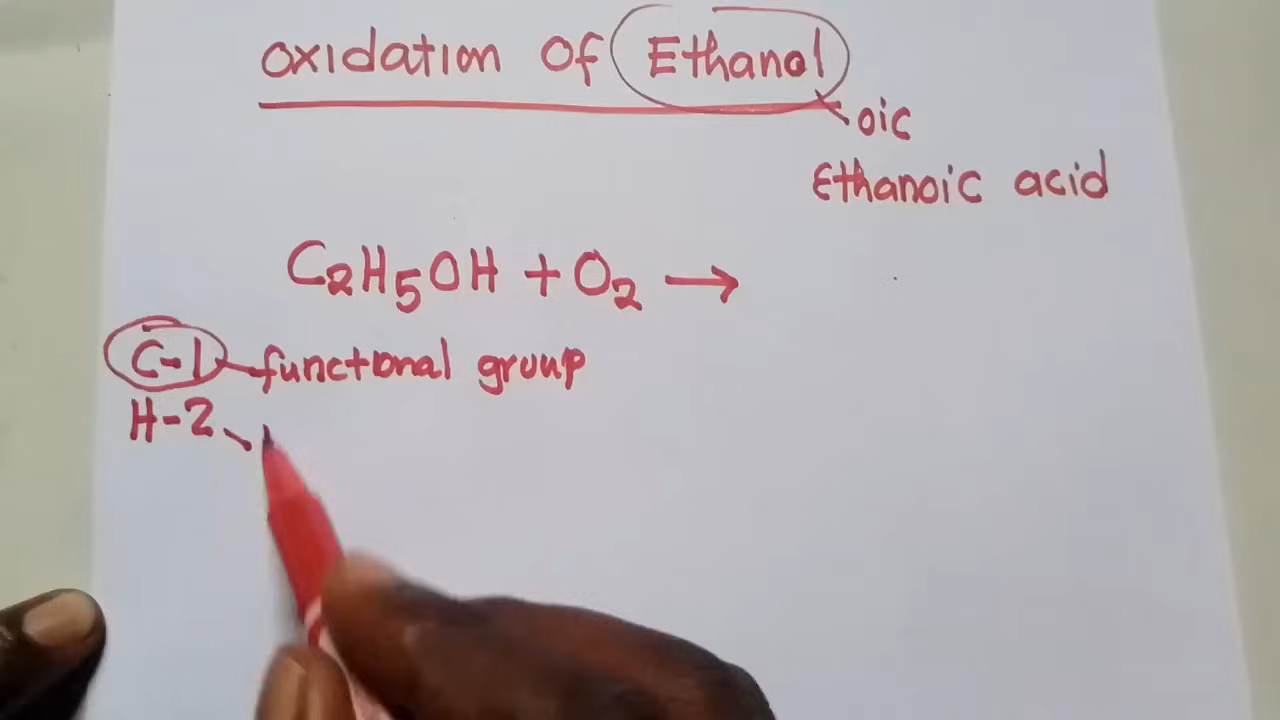 Oxidation Of Ethanol
oic
Ethanoic acid
C₂H₅OH + O₂ →
C-1 functional group
H-2